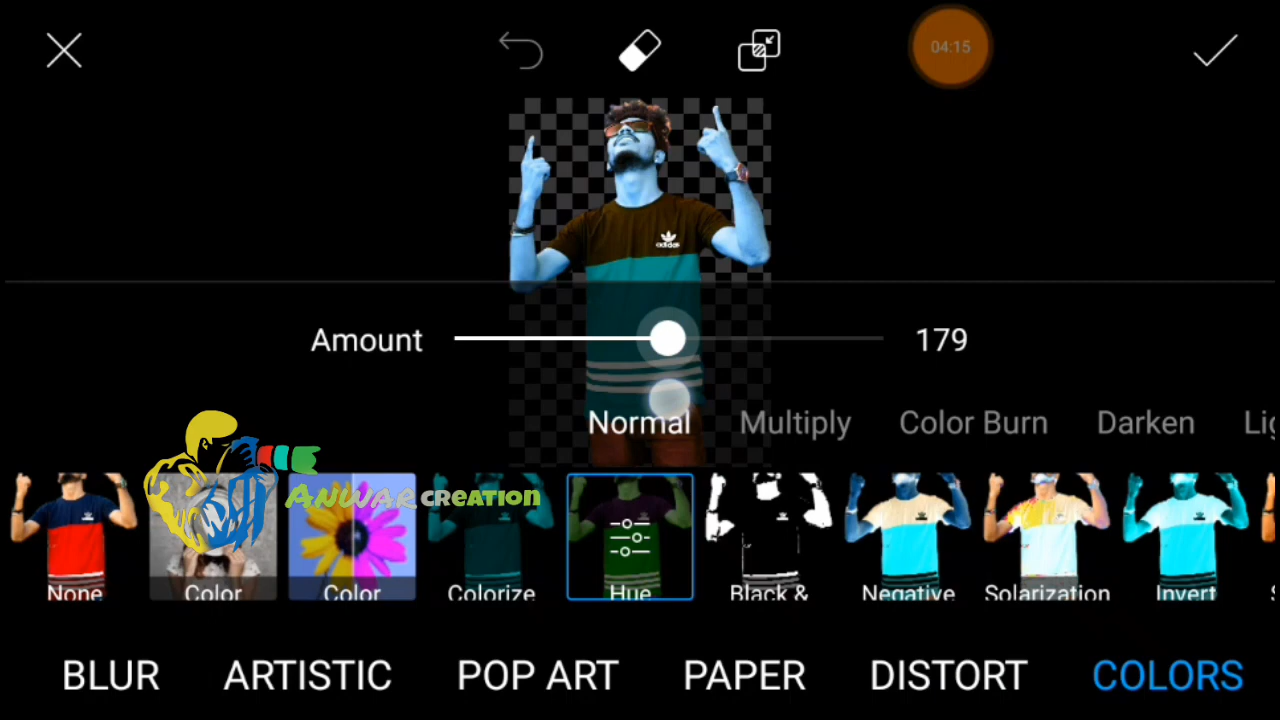 04:15
adidas
Amount 179
Normal Multiply Color Burn Darken Lig
ANWAR CREATION
None Color Color Colorize Hue Black & Negative Solarization Invert S
BLUR ARTISTIC POP ART PAPER DISTORT COLORS